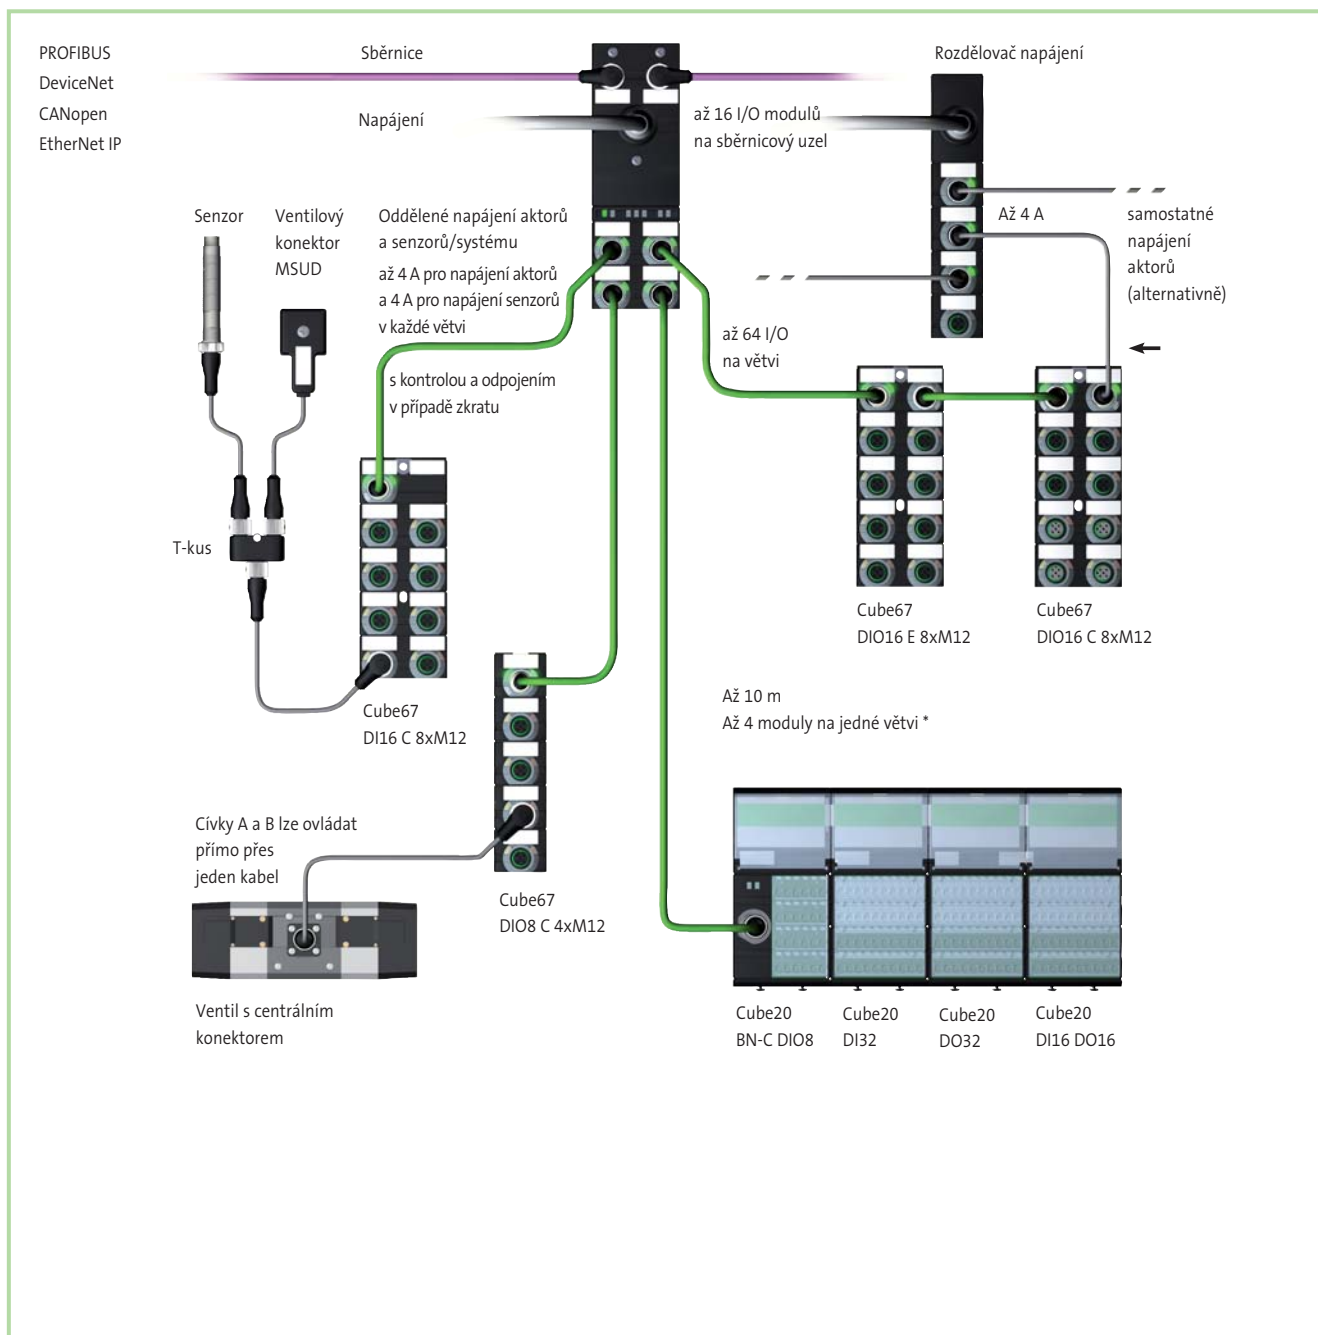 PROFIBUS
DeviceNet
CANopen
EtherNet IP
Sběrnice
Napájení
až 16 I/O modulů
na sběrnicový uzel
Rozdělovač napájení
Až 4 A
samostatné
napájení
aktorů
(alternativně)
Senzor
Ventilový
konektor
MSUD
Oddělené napájení aktorů
a senzorů/systému
až 4 A pro napájení aktorů
a 4 A pro napájení senzorů
v každé větvi
s kontrolou a odpojením
v případě zkratu
až 64 I/O
na větvi
T-kus
Cube67
DI16 C 8xM12
Cube67
DIO16 E 8xM12
Cube67
DIO16 C 8xM12
Až 10 m
Až 4 moduly na jedné větvi *
Cívky A a B lze ovládat
přímo přes
jeden kabel
Cube67
DIO8 C 4xM12
Ventil s centrálním
konektorem
Cube20
BN-C DIO8
Cube20
DI32
Cube20
DO32
Cube20
DI16 DO16